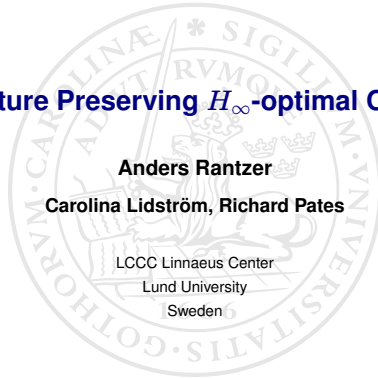 ture Preserving H∞-optimal C
Anders Rantzer
Carolina Lidström, Richard Pates
LCCC Linnaeus Center
Lund University
Sweden